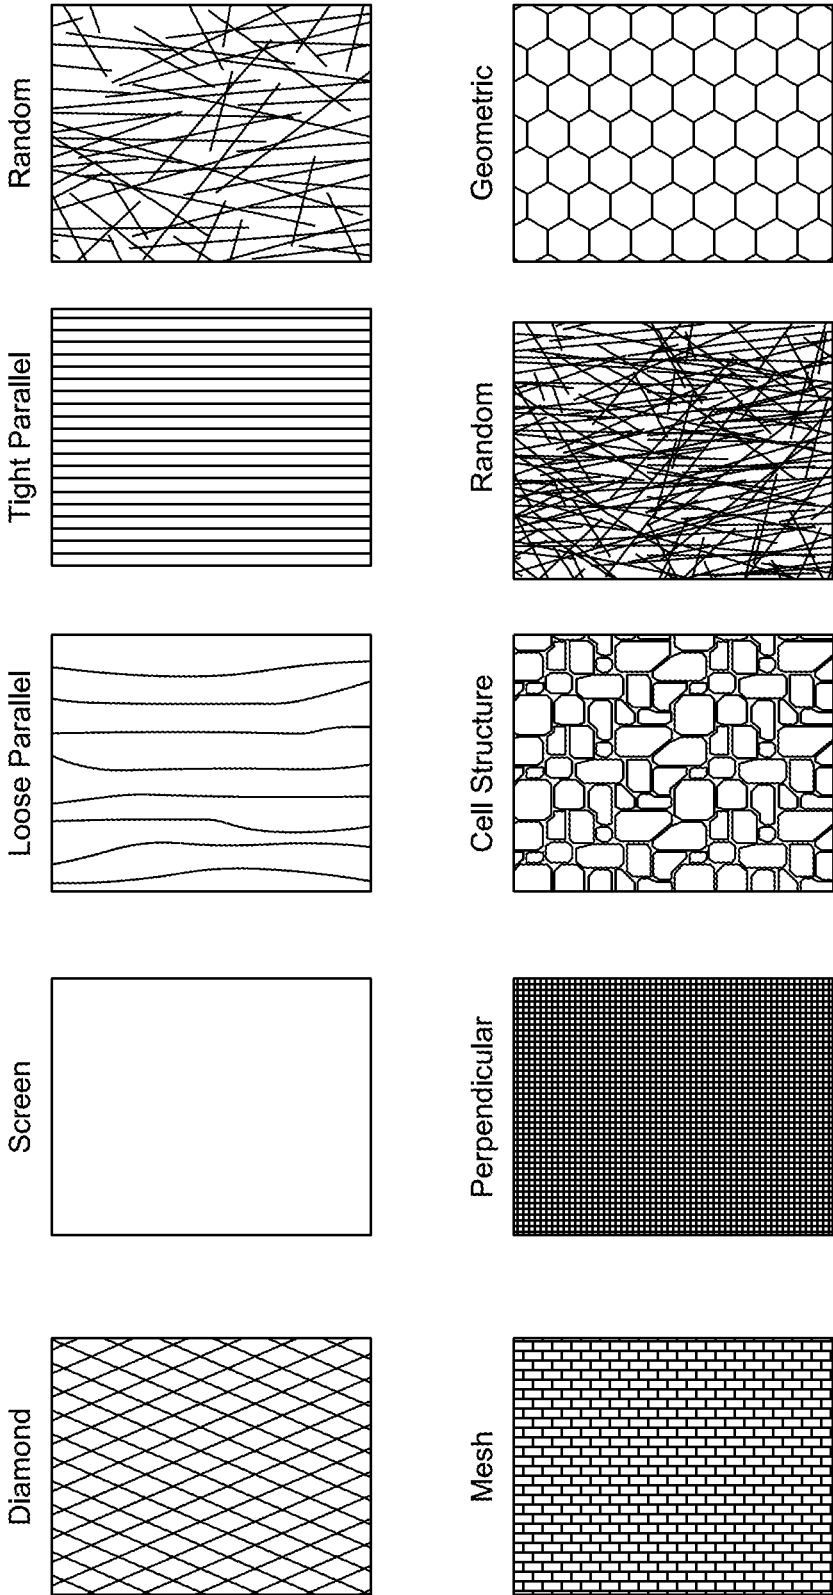 Diamond
Screen
Loose Parallel
Tight Parallel
Random
Mesh
Perpendicular
Cell Structure
Random
Geometric